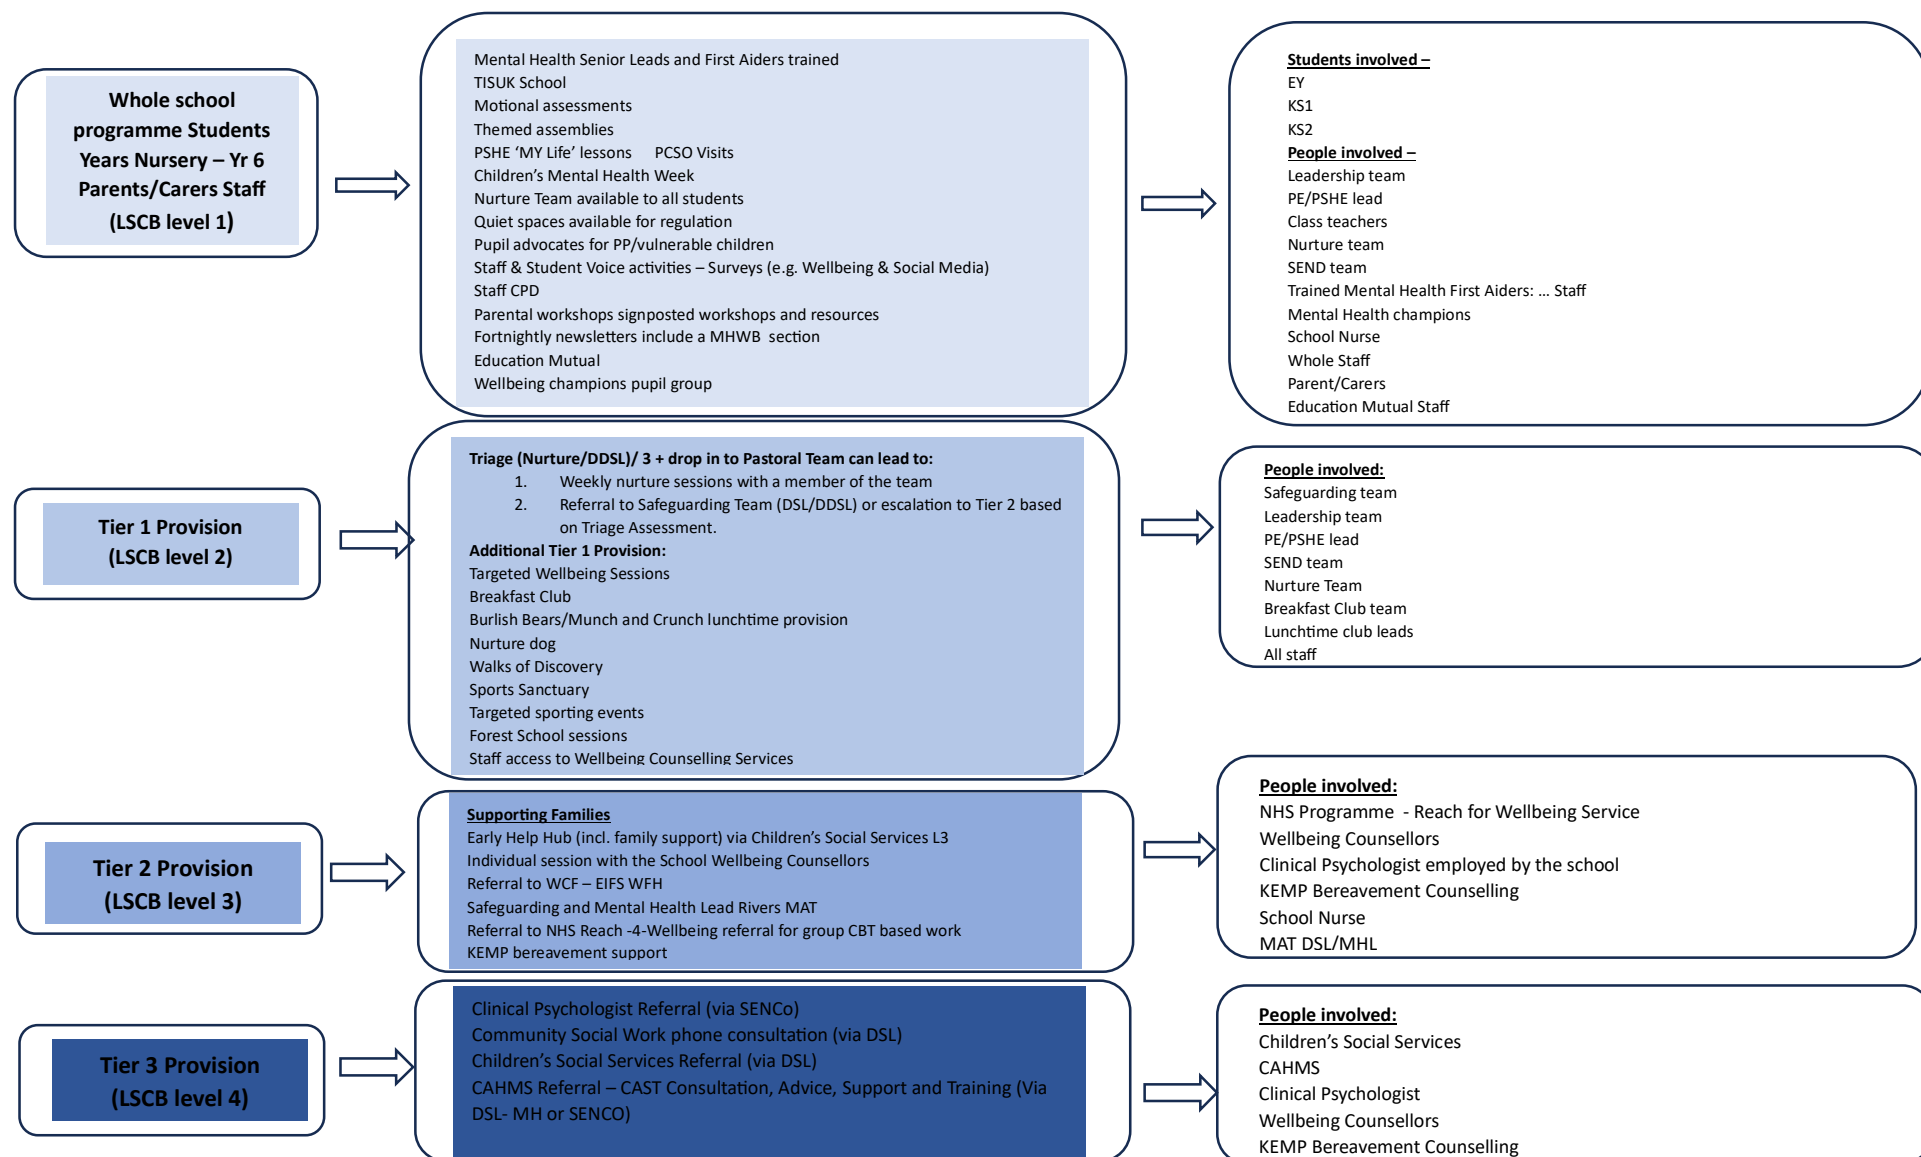 Whole school
programme Students
Years Nursery – Yr 6
Parents/Carers Staff
(LSCB level 1)
Mental Health Senior Leads and First Aiders trained
TISUK School
Motional assessments
Themed assemblies
PSHE ‘MY Life’ lessons PCSO Visits
Children’s Mental Health Week
Nurture Team available to all students
Quiet spaces available for regulation
Pupil advocates for PP/vulnerable children
Staff & Student Voice activities – Surveys (e.g. Wellbeing & Social Media)
Staff CPD
Parental workshops signposted workshops and resources
Fortnightly newsletters include a MHWB section
Education Mutual
Wellbeing champions pupil group
Students involved –
EY
KS1
KS2
People involved –
Leadership team
PE/PSHE lead
Class teachers
Nurture team
SEND team
Trained Mental Health First Aiders: … Staff
Mental Health champions
School Nurse
Whole Staff
Parent/Carers
Education Mutual Staff
Tier 1 Provision
(LSCB level 2)
Triage (Nurture/DDSL)/ 3 + drop in to Pastoral Team can lead to:
1. Weekly nurture sessions with a member of the team
2. Referral to Safeguarding Team (DSL/DDSL) or escalation to Tier 2 based
on Triage Assessment.
Additional Tier 1 Provision:
Targeted Wellbeing Sessions
Breakfast Club
Burlish Bears/Munch and Crunch lunchtime provision
Nurture dog
Walks of Discovery
Sports Sanctuary
Targeted sporting events
Forest School sessions
Staff access to Wellbeing Counselling Services
People involved:
Safeguarding team
Leadership team
PE/PSHE lead
SEND team
Nurture Team
Breakfast Club team
Lunchtime club leads
All staff
Tier 2 Provision
(LSCB level 3)
Supporting Families
Early Help Hub (incl. family support) via Children’s Social Services L3
Individual session with the School Wellbeing Counsellors
Referral to WCF – EIFS WFH
Safeguarding and Mental Health Lead Rivers MAT
Referral to NHS Reach -4-Wellbeing referral for group CBT based work
KEMP bereavement support
People involved:
NHS Programme - Reach for Wellbeing Service
Wellbeing Counsellors
Clinical Psychologist employed by the school
KEMP Bereavement Counselling
School Nurse
MAT DSL/MHL
Tier 3 Provision
(LSCB level 4)
Clinical Psychologist Referral (via SENCo)
Community Social Work phone consultation (via DSL)
Children’s Social Services Referral (via DSL)
CAHMS Referral – CAST Consultation, Advice, Support and Training (Via
DSL- MH or SENCO)
People involved:
Children’s Social Services
CAHMS
Clinical Psychologist
Wellbeing Counsellors
KEMP Bereavement Counselling